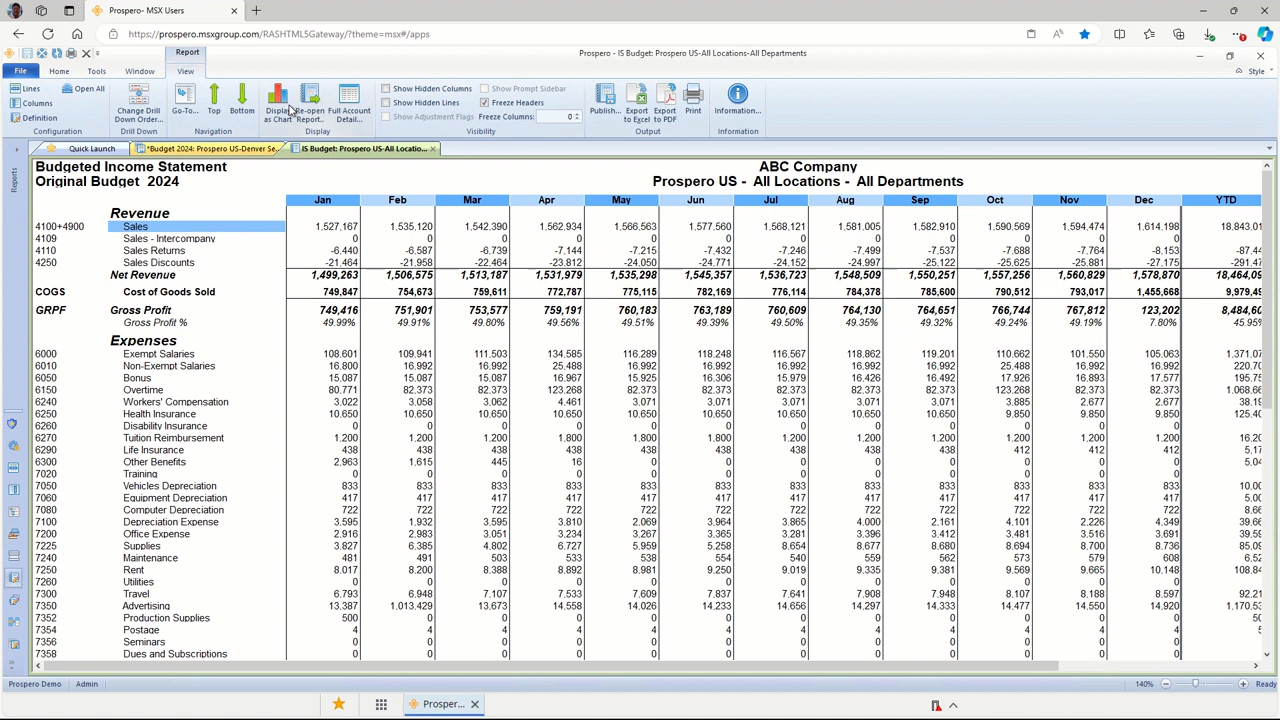 Prospero- MSX Users
https://prospero.msxgroup.com/RASHTML5Gateway/?theme=msx#/apps
Report
Prospero - IS Budget: Prospero US-All Locations-All Departments
File Home Tools Window View Style
Lines Open All
Columns
Definition
Configuration
Change Drill Down Order...
Drill Down
Go-To... Top Bottom
Navigation
Display as Chart Re-open Report.. Full Account Detail...
Display
Show Hidden Columns Show Prompt Sidebar
Show Hidden Lines Freeze Headers
Show Adjustment Flags Freeze Columns: 0
Visibility
Publish... Export to Excel Export to PDF Print
Output
Information...
Information
Quick Launch *Budget 2024: Prospero US-Denver Se... IS Budget: Prospero US-All Locatio...
Reports
Budgeted Income Statement ABC Company
Original Budget 2024 Prospero US - All Locations - All Departments
Jan Feb Mar Apr May Jun Jul Aug Sep Oct Nov Dec YTD
Revenue
4100+4900 Sales 1,527,167 1,535,120 1,542,390 1,562,934 1,566,563 1,577,560 1,568,121 1,581,005 1,582,910 1,590,569 1,594,474 1,614,198 18,843,01
4109 Sales - Intercompany 0 0 0 0 0 0 0 0 0 0 0 0
4110 Sales Returns -6,440 -6,587 -6,739 -7,144 -7,215 -7,432 -7,246 -7,499 -7,537 -7,688 -7,764 -8,153 -87,44
4250 Sales Discounts -21,464 -21,958 -22,464 -23,812 -24,050 -24,771 -24,152 -24,997 -25,122 -25,625 -25,881 -27,175 -291,47
Net Revenue 1,499,263 1,506,575 1,513,187 1,531,979 1,535,298 1,545,357 1,536,723 1,548,509 1,550,251 1,557,256 1,560,829 1,578,870 18,464,09
COGS Cost of Goods Sold 749,847 754,673 759,611 772,787 775,115 782,169 776,114 784,378 785,600 790,512 793,017 1,455,668 9,979,49
GRPF Gross Profit 749,416 751,901 753,577 759,191 760,183 763,189 760,609 764,130 764,651 766,744 767,812 123,202 8,484,60
Gross Profit % 49.99% 49.91% 49.80% 49.56% 49.51% 49.39% 49.50% 49.35% 49.32% 49.24% 49.19% 7.80% 45.95%
Expenses
6000 Exempt Salaries 108,601 109,941 111,503 134,585 116,289 118,248 116,567 118,862 119,201 110,662 101,550 105,063 1,371,07
6010 Non-Exempt Salaries 16,800 16,992 16,992 25,488 16,992 16,992 16,992 16,992 16,992 25,488 16,992 16,992 220,70
6050 Bonus 15,087 15,087 15,087 16,967 15,925 16,306 15,979 16,426 16,492 17,926 16,893 17,577 195,75
6150 Overtime 80,771 82,373 82,373 123,268 82,373 82,373 82,373 82,373 82,373 123,268 82,373 82,373 1,068,66
6240 Workers' Compensation 3,022 3,058 3,062 4,461 3,071 3,071 3,071 3,071 3,071 3,885 2,677 2,677 38,19
6250 Health Insurance 10,650 10,650 10,650 10,650 10,650 10,650 10,650 10,650 10,650 9,850 9,850 9,850 125,40
6260 Disability Insurance 0 0 0 0 0 0 0 0 0 0 0 0
6270 Tuition Reimbursement 1,200 1,200 1,200 1,800 1,800 1,800 1,200 1,200 1,200 1,200 1,200 1,200 16,20
6290 Life Insurance 438 438 438 438 438 438 438 438 438 412 430 412 5,17
6300 Other Benefits 2,963 1,615 445 16 0 0 0 0 0 0 0 0 5,04
7020 Training 0 0 0 0 0 0 0 0 0 0 0 0
7050 Vehicles Depreciation 833 833 833 833 833 833 833 833 833 833 833 833 10,00
7060 Equipment Depreciation 417 417 417 417 417 417 417 417 417 417 417 417 5,00
7080 Computer Depreciation 722 722 722 722 722 722 722 722 722 722 722 722 8,66
7100 Depreciation Expense 3,595 1,932 3,595 3,810 2,069 3,964 3,865 4,000 2,161 4,101 2,226 4,349 39,66
7200 Office Expense 2,916 2,983 3,051 3,234 3,267 3,365 3,281 3,396 3,412 3,481 3,516 3,691 39,59
7225 Supplies 3,827 6,385 4,802 6,727 5,959 5,258 8,654 8,677 8,680 8,694 8,700 8,736 85,09
7240 Maintenance 481 491 503 533 538 554 540 559 562 573 579 608 6,52
7250 Rent 8,017 8,200 8,388 8,892 8,981 9,250 9,019 9,335 9,381 9,569 9,665 10,148 108,84
7260 Utilities 0 0 0 0 0 0 0 0 0 0 0 0
7300 Travel 6,793 6,948 7,107 7,533 7,609 7,837 7,641 7,908 7,948 8,107 8,188 8,597 92,21
7350 Advertising 13,387 1,013,429 13,673 14,558 14,026 14,233 14,656 14,297 14,333 14,477 14,550 14,920 1,170,53
7352 Production Supplies 500 0 0 0 0 0 0 0 0 0 0 0 50
7354 Postage 4 4 4 4 4 4 4 4 4 4 4 4 5
7356 Seminars 0 0 0 0 0 0 0 0 0 0 0 0
7358 Dues and Subscriptions 0 0 0 0 0 0 0 0 0 0 0 0
Prospero Demo Admin 140% Ready
Prosper...